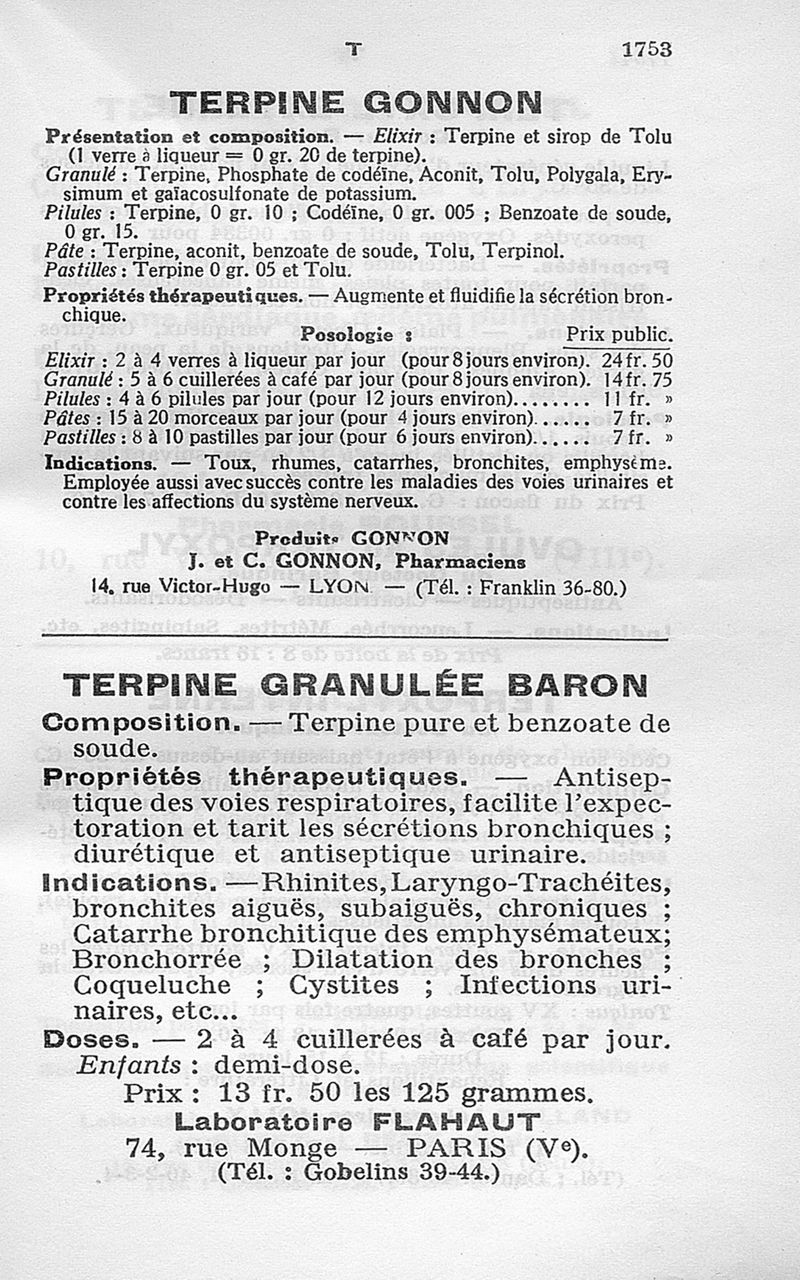 T 1753
TERPINE GONNON
Présentation et composition. — Elixir : Terpine et sirop de Tolu
(1 verre à liqueur = 0 gr. 20 de terpine).
Granulé : Terpine, Phosphate de codéïne, Aconit, Tolu, Polygala, Ery-
simum et gaïacosulfonate de potassium.
Pilules : Terpine, 0 gr. 10 ; Codéïne, 0 gr. 005 ; Benzoate de soude,
0 gr. 15.
Pâte : Terpine, aconit, benzoate de soude, Tolu, Terpinol.
Pastilles : Terpine 0 gr. 05 et Tolu.
Propriétés thérapeutiques. — Augmente et fluidifie la sécrétion bron-
chique.
Posologie : Prix public.
Elixir : 2 à 4 verres à liqueur par jour (pour 8 jours environ). 24 fr. 50
Granulé : 5 à 6 cuillerées à café par jour (pour 8 jours environ). 14 fr. 75
Pilules : 4 à 6 pilules par jour (pour 12 jours environ)......... 11 fr. »
Pâtes : 15 à 20 morceaux par jour (pour 4 jours environ)....... 7 fr. »
Pastilles : 8 à 10 pastilles par jour (pour 6 jours environ)....... 7 fr. »
Indications. — Toux, rhumes, catarrhes, bronchites, emphysème.
Employée aussi avec succès contre les maladies des voies urinaires et
contre les affections du système nerveux.
Produits GONNON
J. et C. GONNON, Pharmaciens
14, rue Victor-Hugo — LYON — (Tél. : Franklin 36-80.)
TERPINE GRANULÉE BARON
Composition. — Terpine pure et benzoate de
soude.
Propriétés thérapeutiques. — Antisep-
tique des voies respiratoires, facilite l'expec-
toration et tarit les sécrétions bronchiques ;
diurétique et antiseptique urinaire.
Indications. — Rhinites, Laryngo-Trachéites,
bronchites aiguës, subaiguës, chroniques ;
Catarrhe bronchitique des emphysémateux;
Bronchorrée ; Dilatation des bronches ;
Coqueluche ; Cystites ; Infections uri-
naires, etc...
Doses. — 2 à 4 cuillerées à café par jour.
Enfants : demi-dose.
Prix : 13 fr. 50 les 125 grammes.
Laboratoire FLAHAUT
74, rue Monge — PARIS (Ve).
(Tél. : Gobelins 39-44.)